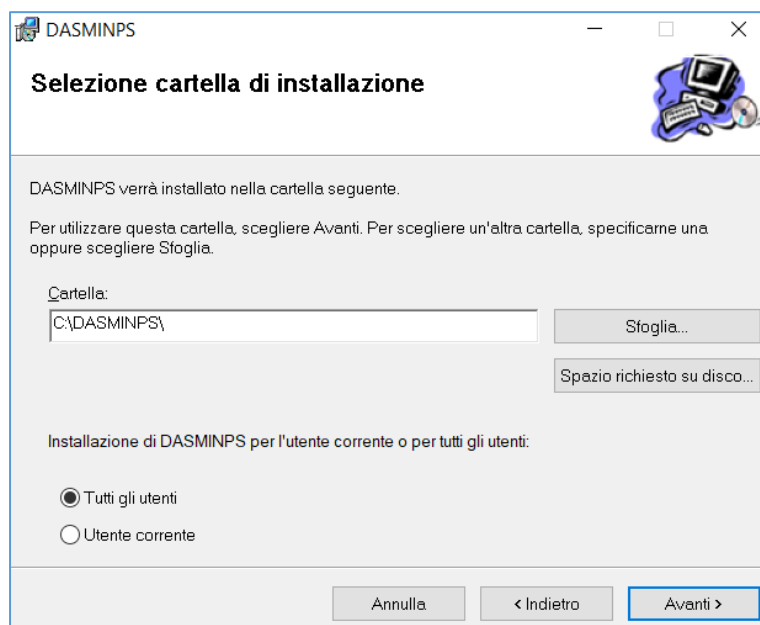 DASMINPS
Selezione cartella di installazione
DASMINPS verrà installato nella cartella seguente.
Per utilizzare questa cartella, scegliere Avanti. Per scegliere un'altra cartella, specificarne una
oppure scegliere Sfoglia.
Cartella:
C:\DASMINPS\
Sfoglia...
Spazio richiesto su disco...
Installazione di DASMINPS per l'utente corrente o per tutti gli utenti:
Tutti gli utenti
Utente corrente
Annulla
< Indietro
Avanti >